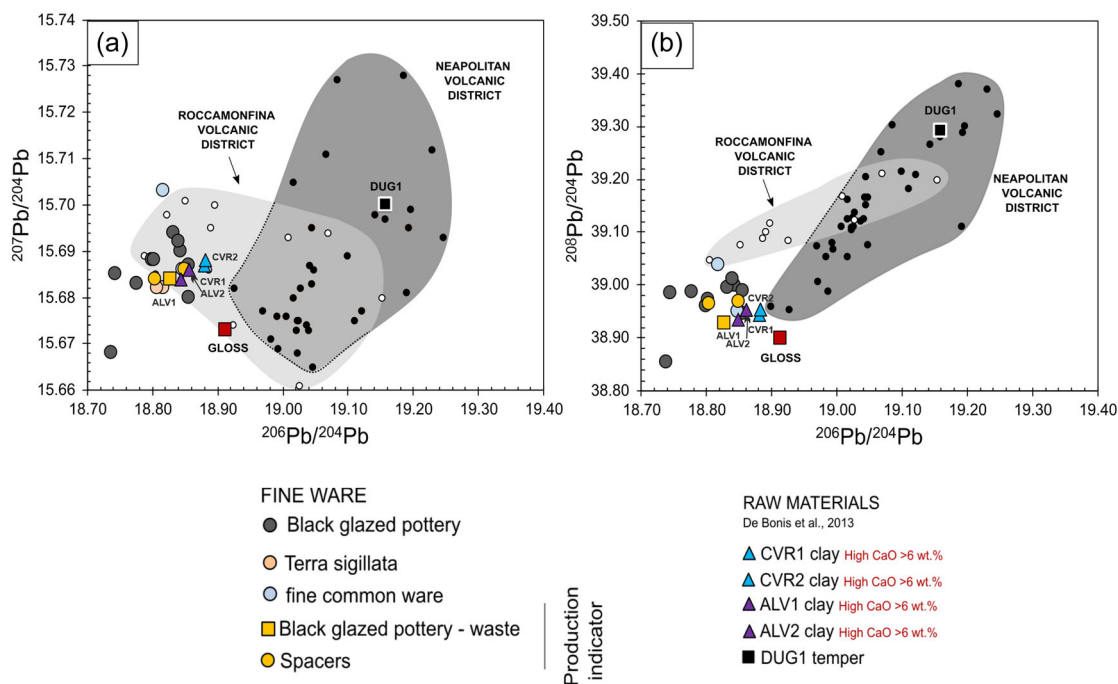 (a)
15.74
15.73
15.72
15.71
15.70
15.69
15.68
15.67
15.66
207Pb/204Pb
18.70 18.80 18.90 19.00 19.10 19.20 19.30 19.40
206Pb/204Pb
ROCCAMONFINA
VOLCANIC
DISTRICT
NEAPOLITAN
VOLCANIC
DISTRICT
DUG1
CVR2
CVR1
ALV2
ALV1
GLOSS
(b)
39.50
39.40
39.30
39.20
39.10
39.00
38.90
38.80
208Pb/204Pb
18.70 18.80 18.90 19.00 19.10 19.20 19.30 19.40
206Pb/204Pb
ROCCAMONFINA
VOLCANIC
DISTRICT
NEAPOLITAN
VOLCANIC
DISTRICT
DUG1
CVR2
CVR1
ALV1
ALV2
GLOSS
FINE WARE
Black glazed pottery
Terra sigillata
fine common ware
Black glazed pottery - waste
Spacers
Production
indicator
RAW MATERIALS
De Bonis et al., 2013
CVR1 clay High CaO >6 wt.%
CVR2 clay High CaO >6 wt.%
ALV1 clay High CaO >6 wt.%
ALV2 clay High CaO >6 wt.%
DUG1 temper